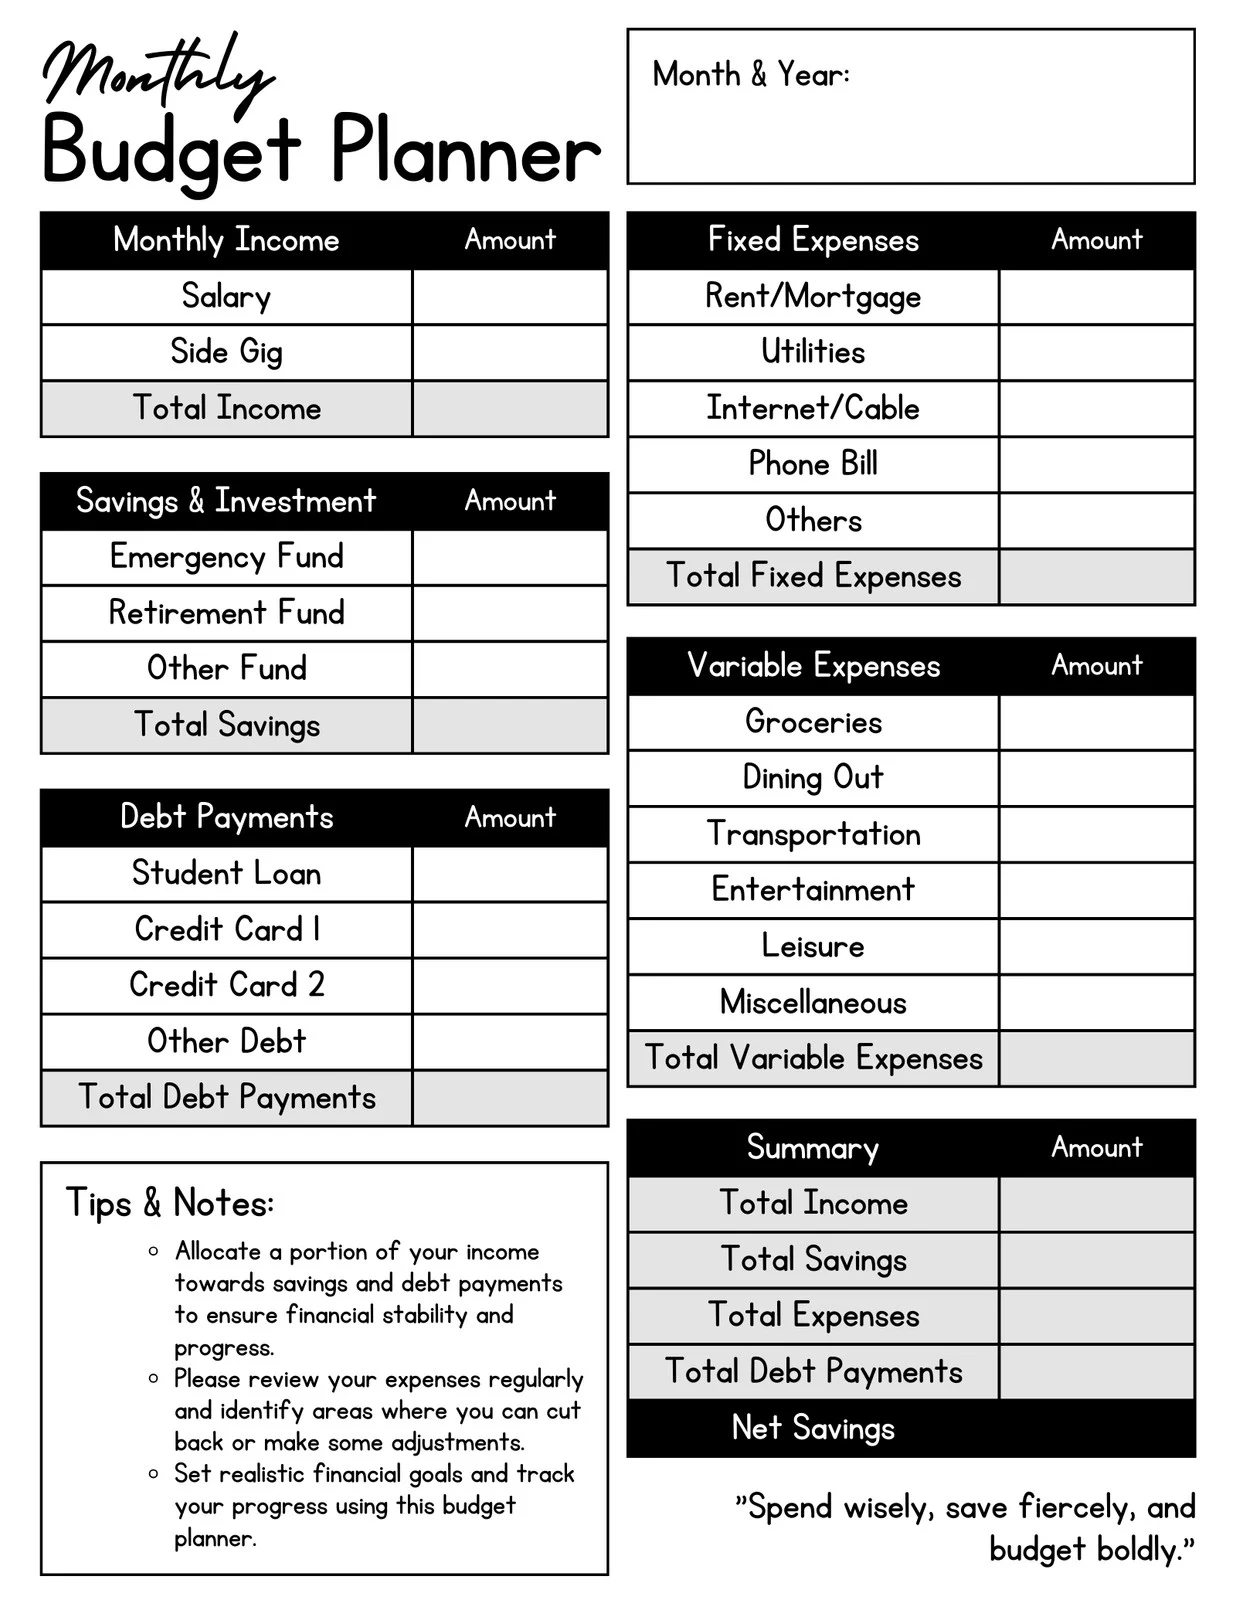 Monthly
Budget Planner
Month & Year:
Monthly Income Amount
Salary
Side Gig
Total Income
Savings & Investment Amount
Emergency Fund
Retirement Fund
Other Fund
Total Savings
Debt Payments Amount
Student Loan
Credit Card 1
Credit Card 2
Other Debt
Total Debt Payments
Tips & Notes:
Allocate a portion of your income
towards savings and debt payments
to ensure financial stability and
progress.
Please review your expenses regularly
and identify areas where you can cut
back or make some adjustments.
Set realistic financial goals and track
your progress using this budget
planner.
Fixed Expenses Amount
Rent/Mortgage
Utilities
Internet/Cable
Phone Bill
Others
Total Fixed Expenses
Variable Expenses Amount
Groceries
Dining Out
Transportation
Entertainment
Leisure
Miscellaneous
Total Variable Expenses
Summary Amount
Total Income
Total Savings
Total Expenses
Total Debt Payments
Net Savings
”Spend wisely, save fiercely, and
budget boldly.”